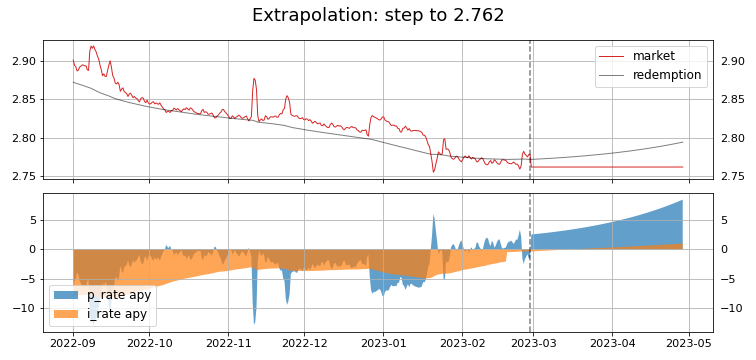 Extrapolation: step to 2.762
market
redemption
2.90
2.85
2.80
2.75
2.90
2.85
2.80
2.75
5
0
−5
−10
5
0
−5
−10
p_rate apy
i_rate apy
2022-09 2022-10 2022-11 2022-12 2023-01 2023-02 2023-03 2023-04 2023-05